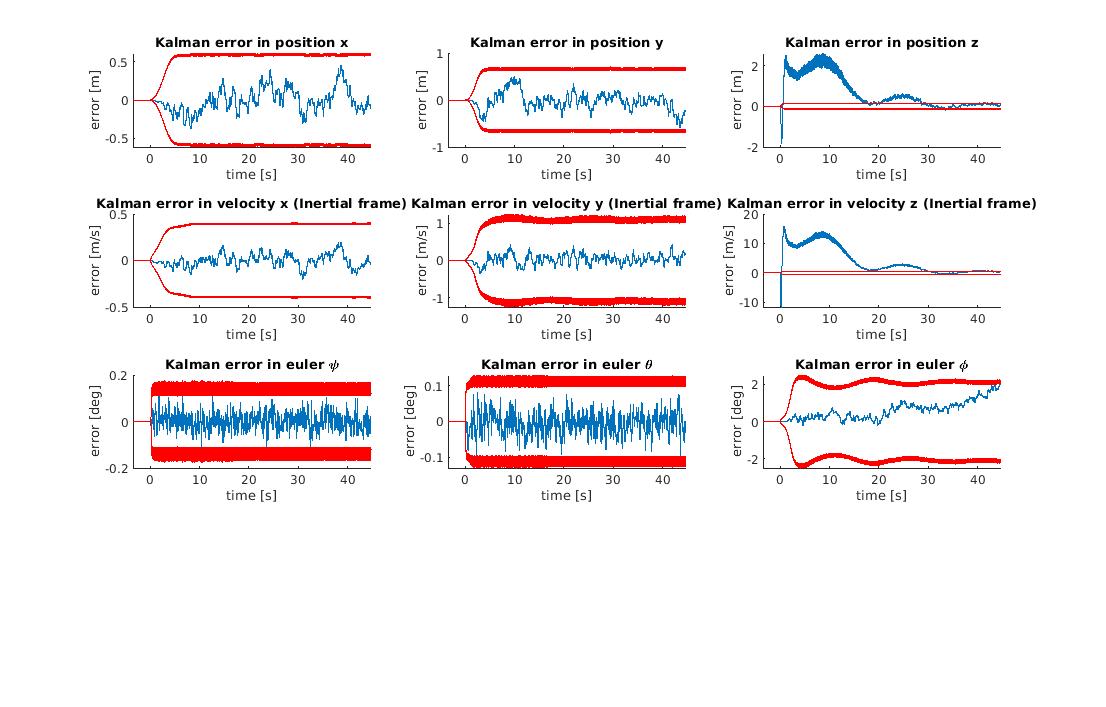 Kalman error in position x
error [m]
0.5
0
-0.5
0 10 20 30 40
time [s]
Kalman error in position y
error [m]
1
0
-1
0 10 20 30 40
time [s]
Kalman error in position z
error [m]
2
0
-2
0 10 20 30 40
time [s]
Kalman error in velocity x (Inertial frame)
error [m/s]
0.5
0
-0.5
0 10 20 30 40
time [s]
Kalman error in velocity y (Inertial frame)
error [m/s]
1
0
-1
0 10 20 30 40
time [s]
Kalman error in velocity z (Inertial frame)
error [m/s]
20
10
0
-10
0 10 20 30 40
time [s]
Kalman error in euler ψ
error [deg]
0.2
0
-0.2
0 10 20 30 40
time [s]
Kalman error in euler θ
error [deg]
0.1
0
-0.1
0 10 20 30 40
time [s]
Kalman error in euler ϕ
error [deg]
2
0
-2
0 10 20 30 40
time [s]